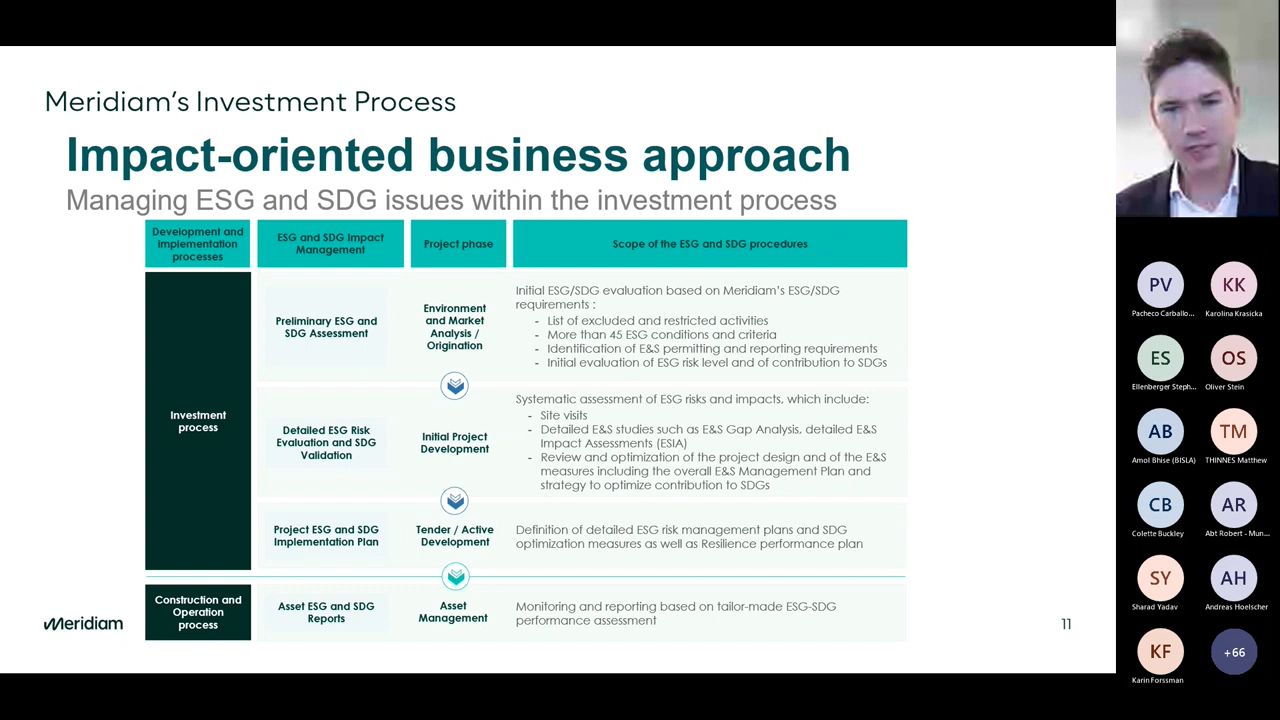 Meridiam's Investment Process
Impact-oriented business approach
Managing ESG and SDG issues within the investment process
Development and
implementation
processes
ESG and SDG Impact
Management
Project phase
Scope of the ESG and SDG procedures
Investment
process
Preliminary ESG and
SDG Assessment
Environment
and Market
Analysis /
Origination
Initial ESG/SDG evaluation based on Meridiam's ESG/SDG
requirements :
- List of excluded and restricted activities
- More than 45 ESG conditions and criteria
- Identification of E&S permitting and reporting requirements
- Initial evaluation of ESG risk level and of contribution to SDGs
Detailed ESG Risk
Evaluation and SDG
Validation
Initial Project
Development
Systematic assessment of ESG risks and impacts, which include:
- Site visits
- Detailed E&S studies such as E&S Gap Analysis, detailed E&S
Impact Assessments (ESIA)
- Review and optimization of the project design and of the E&S
measures including the overall E&S Management Plan and
strategy to optimize contribution to SDGs
Project ESG and SDG
Implementation Plan
Tender / Active
Development
Definition of detailed ESG risk management plans and SDG
optimization measures as well as Resilience performance plan
Construction and
Operation
process
Asset ESG and SDG
Reports
Asset
Management
Monitoring and reporting based on tailor-made ESG-SDG
performance assessment
Meridiam
11
PV
Pacheco Carballo...
KK
Karolina Krasicka
ES
Ellenberger Steph...
OS
Oliver Stein
AB
Amol Bhise (BISLA)
TM
THINNES Matthew
CB
Colette Buckley
AR
Abt Robert - Mun...
SY
Sharad Yadav
AH
Andreas Hoelscher
KF
Karin Forssman
+66